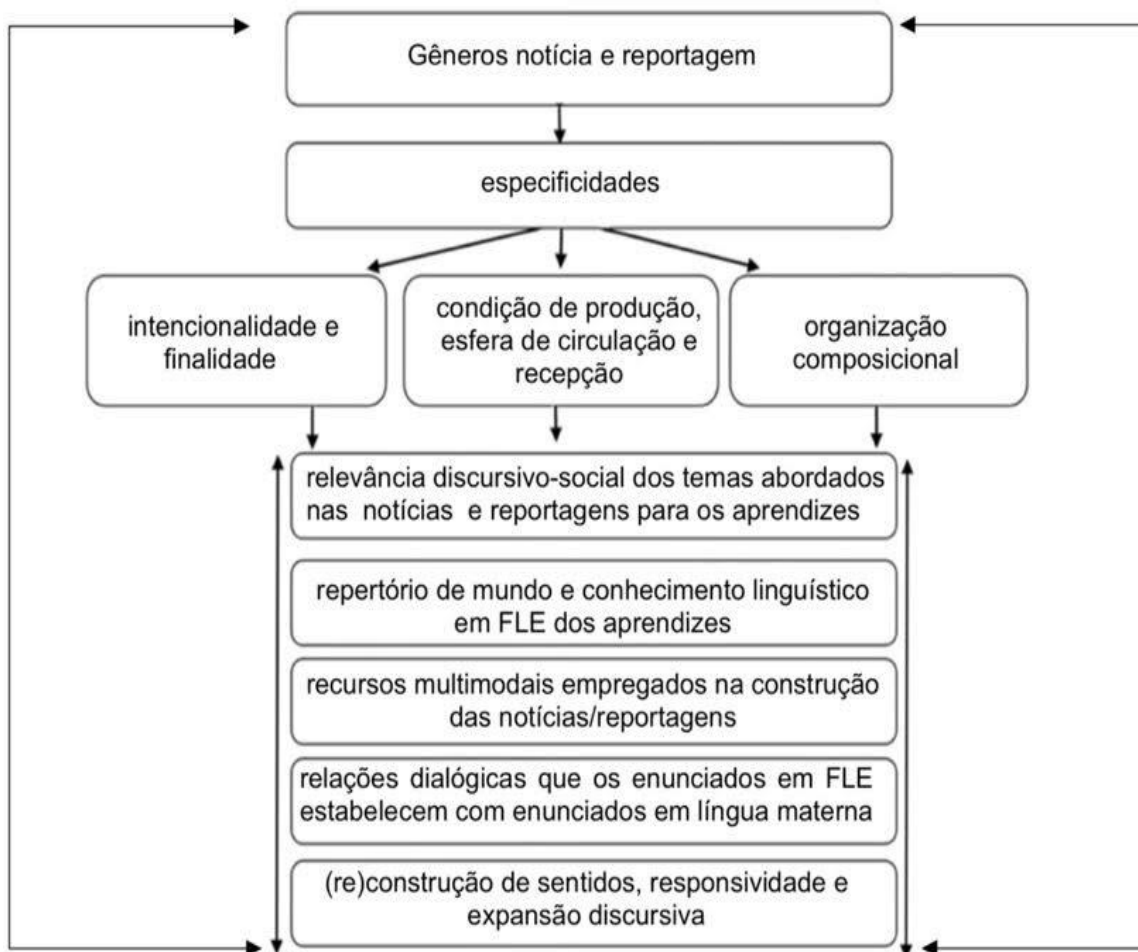 Gêneros notícia e reportagem
especificidades
intencionalidade e
finalidade
condição de produção,
esfera de circulação e
recepção
organização
composicional
relevância discursivo-social dos temas abordados
nas notícias e reportagens para os aprendizes
repertório de mundo e conhecimento linguístico
em FLE dos aprendizes
recursos multimodais empregados na construção
das notícias/reportagens
relações dialógicas que os enunciados em FLE
estabelecem com enunciados em língua materna
(re)construção de sentidos, responsividade e
expansão discursiva